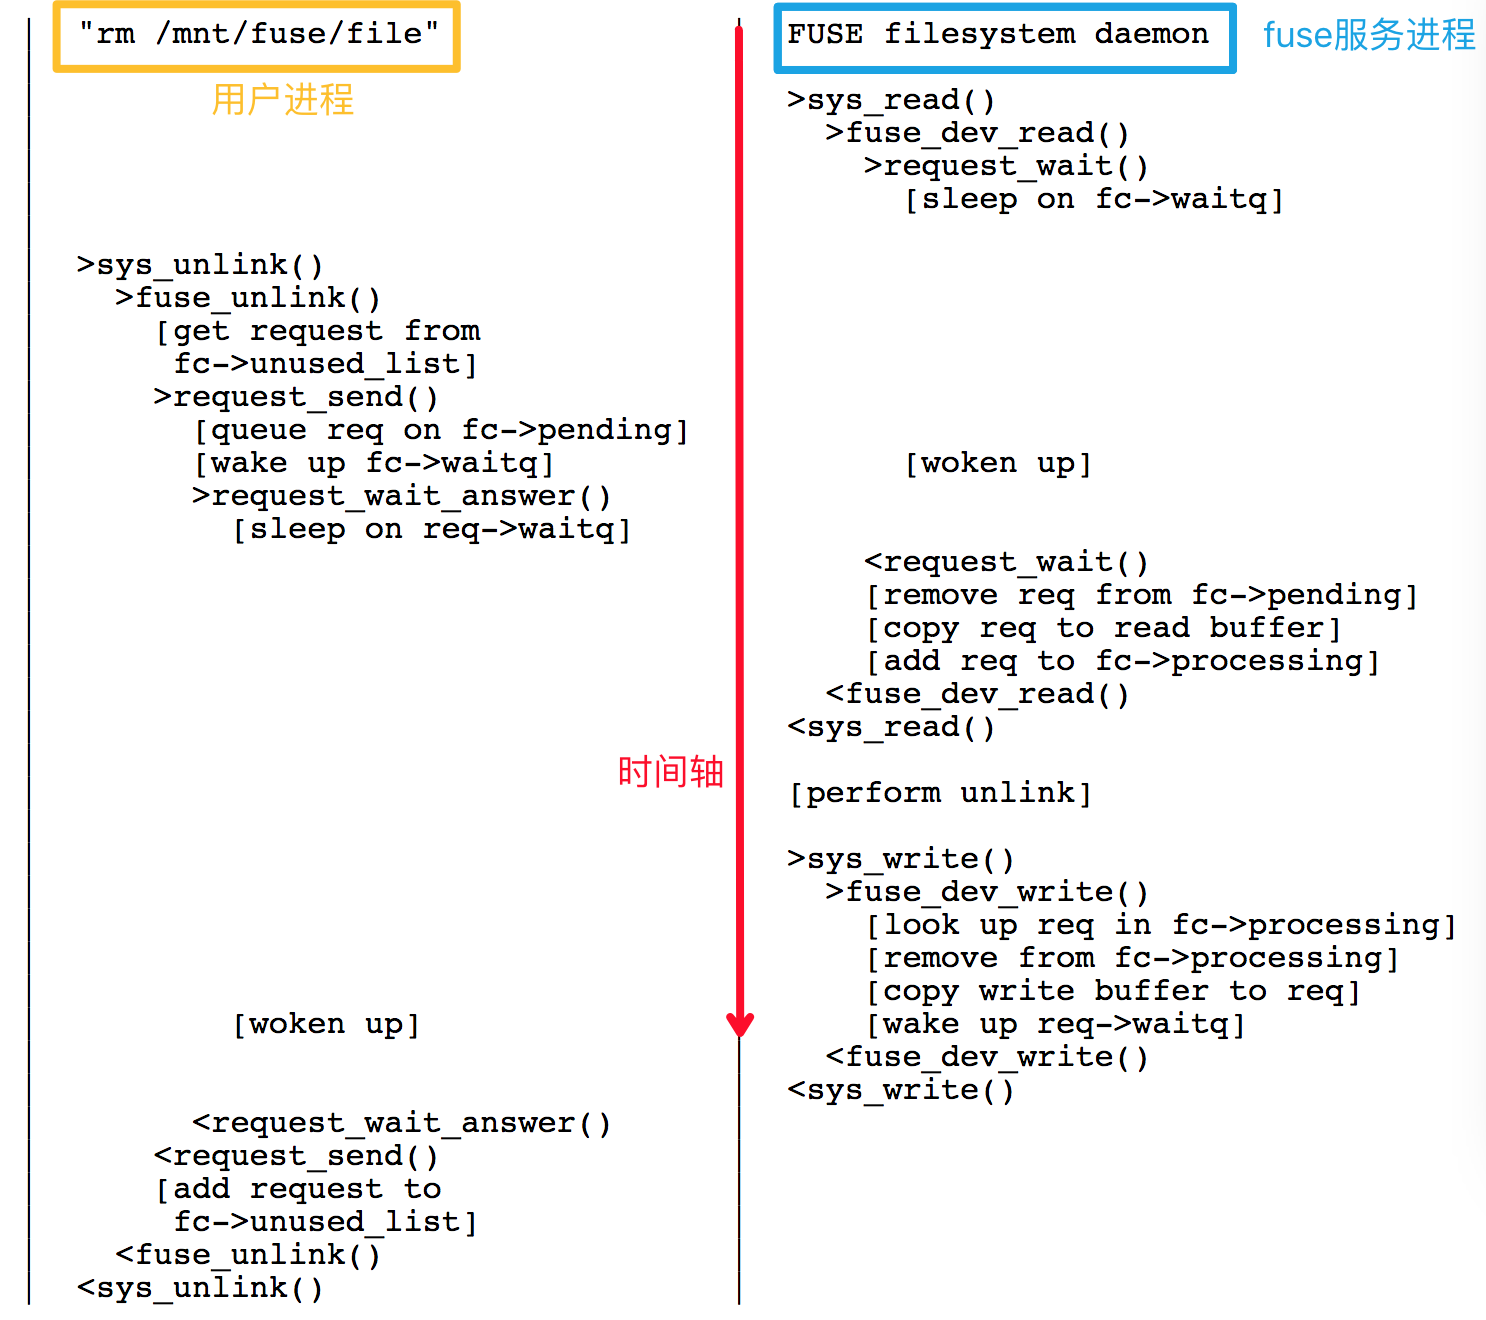 "rm /mnt/fuse/file"
用户进程
FUSE filesystem daemon
fuse服务进程
>sys_read()
>fuse_dev_read()
>request_wait()
[sleep on fc->waitq]
>sys_unlink()
>fuse_unlink()
[get request from
fc->unused_list]
>request_send()
[queue req on fc->pending]
[wake up fc->waitq]
[woken up]
>request_wait_answer()
[sleep on req->waitq]
<request_wait()
[remove req from fc->pending]
[copy req to read buffer]
[add req to fc->processing]
<fuse_dev_read()
<sys_read()
时间轴
[perform unlink]
>sys_write()
>fuse_dev_write()
[look up req in fc->processing]
[remove from fc->processing]
[copy write buffer to req]
[woken up]
[wake up req->waitq]
<fuse_dev_write()
<sys_write()
<request_wait_answer()
<request_send()
[add request to
fc->unused_list]
<fuse_unlink()
<sys_unlink()